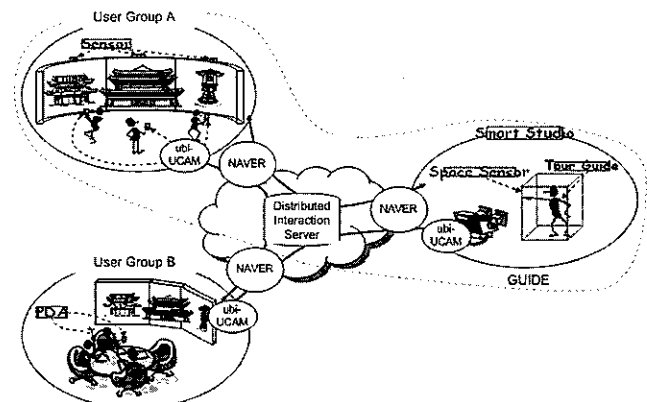 User Group A
Sensor
ubi-
UCAM
NAVER
Distributed
Interaction
Server
NAVER
Smart Studio
Space Sensor
Tour Guide
ubi-
UCAM
GUIDE
NAVER
User Group B
ubi-
UCAM
PDA